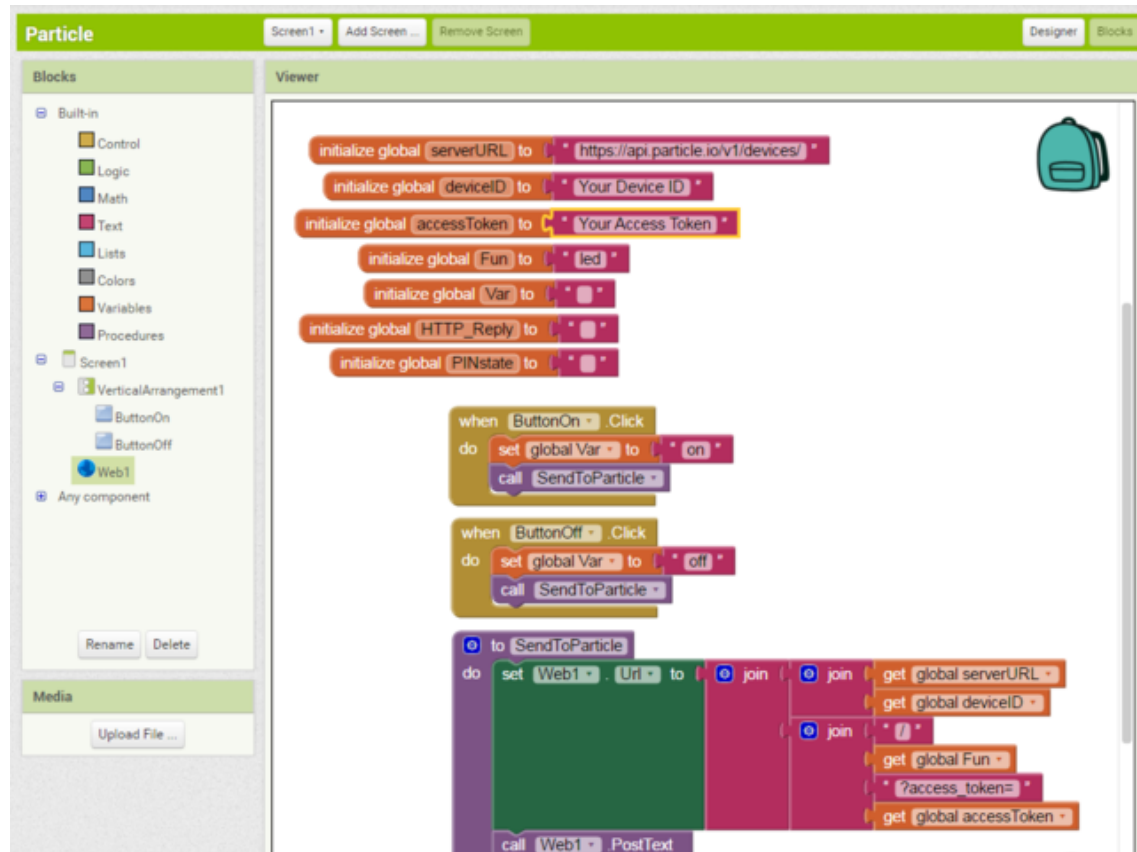 Particle
Screen1 Add Screen ... Remove Screen Designer Blocks
Blocks
Viewer
Built-in
Control
Logic
Math
Text
Lists
Colors
Variables
Procedures
Screen1
VerticalArrangement1
ButtonOn
ButtonOff
Web1
Any component
Rename Delete
Media
Upload File ...
initialize global serverURL to " https://api.particle.io/v1/devices/ "
initialize global deviceID to " Your Device ID "
initialize global accessToken to " Your Access Token "
initialize global Fun to " led "
initialize global Var to " "
initialize global HTTP_Reply to " "
initialize global PINstate to " "
when ButtonOn .Click
do set global Var to " on "
call SendToParticle
when ButtonOff .Click
do set global Var to " off "
call SendToParticle
to SendToParticle
do set Web1 . Url to join join get global serverURL
get global deviceID
join " / "
get global Fun
" ?access_token= "
get global accessToken
call Web1 .PostText